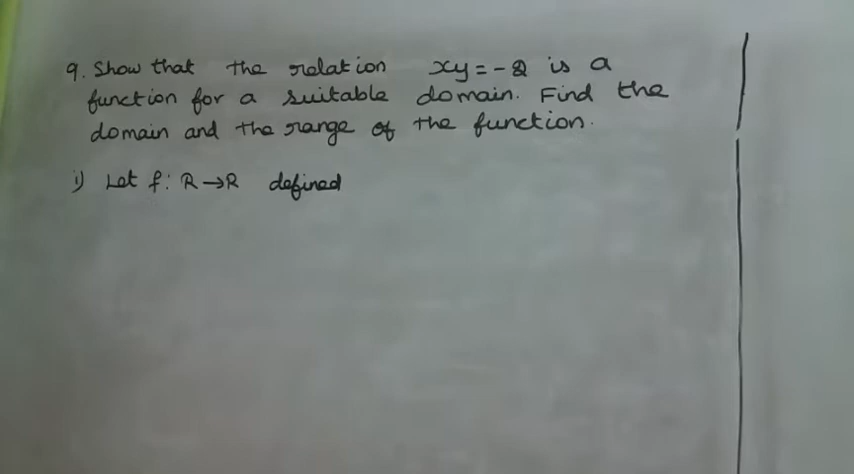 9. Show that the relation xy = -2 is a
function for a suitable domain. Find the
domain and the range of the function.
i) Let f: R→R defined